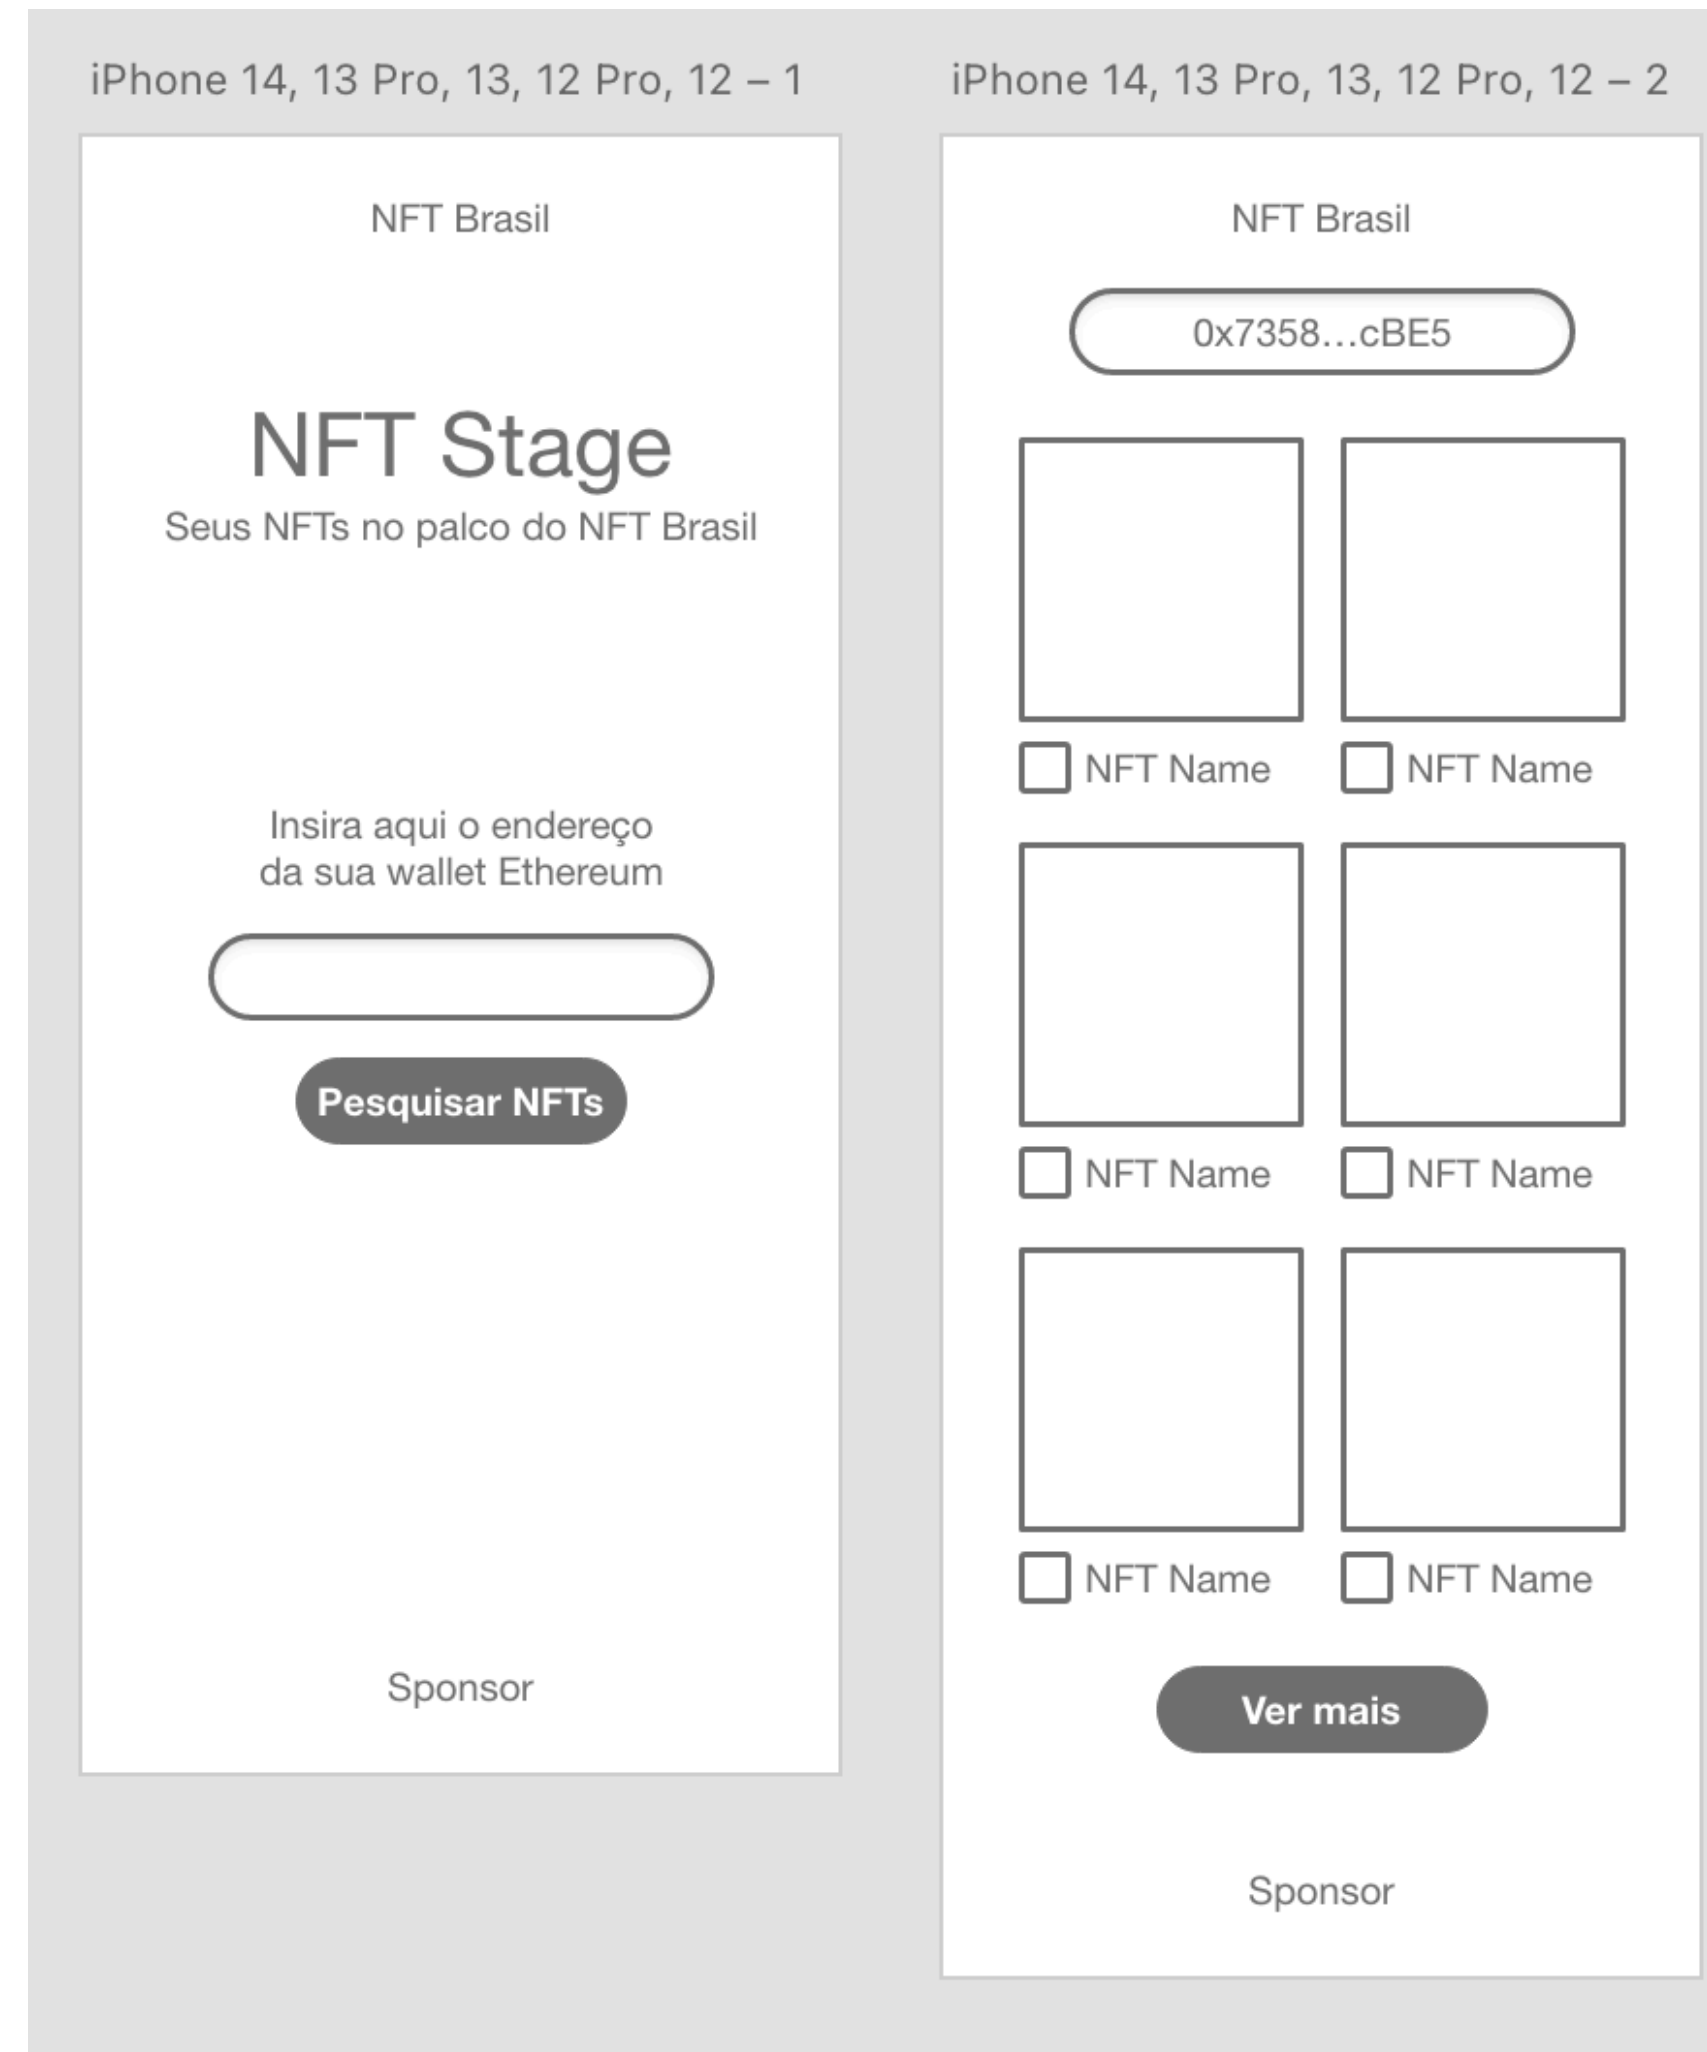 iPhone 14, 13 Pro, 13, 12 Pro, 12 – 1
NFT Brasil
NFT Stage
Seus NFTs no palco do NFT Brasil
Insira aqui o endereço
da sua wallet Ethereum
Pesquisar NFTs
Sponsor
iPhone 14, 13 Pro, 13, 12 Pro, 12 – 2
NFT Brasil
0x7358...cBE5
NFT Name
NFT Name
NFT Name
NFT Name
NFT Name
NFT Name
Ver mais
Sponsor